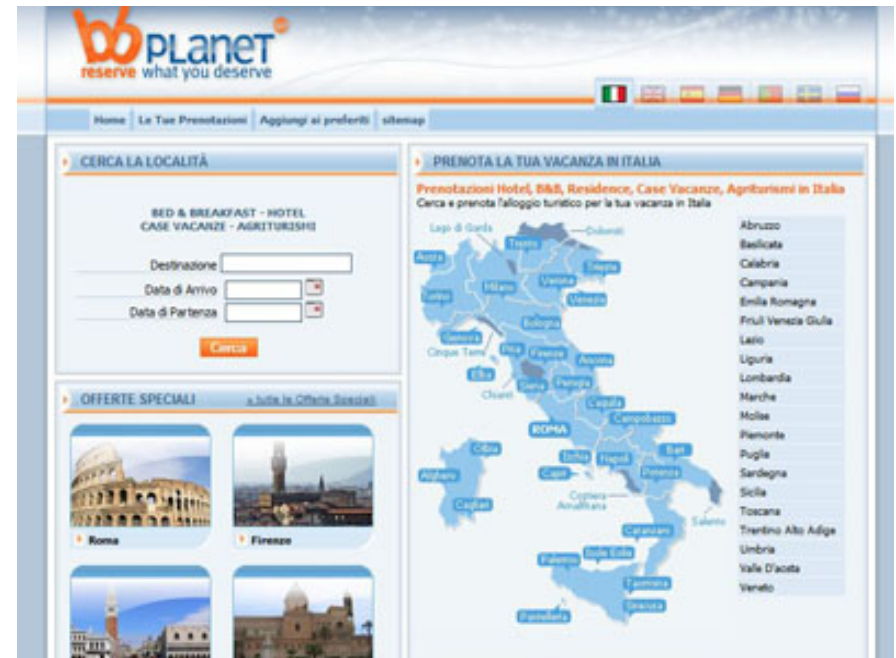 bb PLANET
reserve what you deserve
Home
Le Tue Prenotazioni
Aggiungi ai preferiti
sitemap
CERCA LA LOCALITÀ
BED & BREAKFAST - HOTEL
CASE VACANZE - AGRITURISMI
Destinazione
Data di Arrivo
Data di Partenza
Cerca
OFFERTE SPECIALI
» tutte le Offerte Speciali
Roma
Firenze
PRENOTA LA TUA VACANZA IN ITALIA
Prenotazioni Hotel, B&B, Residence, Case Vacanze, Agriturismi in Italia
Cerca e prenota l'alloggio turistico per la tua vacanza in Italia
Lago di Garda
Dolomiti
Trento
Aosta
Trieste
Verona
Milano
Torino
Venezia
Bologna
Genova
Cinque Terre
Pisa
Firenze
Ancona
Elba
Siena
Perugia
Chianti
L'aquila
Campobasso
ROMA
Olbia
Ischia
Napoli
Bari
Alghero
Capri
Potenza
Costiera
Amalfitana
Cagliari
Salento
Catanzaro
Palermo
Isole Eolie
Taormina
Siracusa
Pantelleria
Abruzzo
Basilicata
Calabria
Campania
Emilia Romagna
Friuli Venezia Giulia
Lazio
Liguria
Lombardia
Marche
Molise
Piemonte
Puglia
Sardegna
Sicilia
Toscana
Trentino Alto Adige
Umbria
Valle D'aosta
Veneto